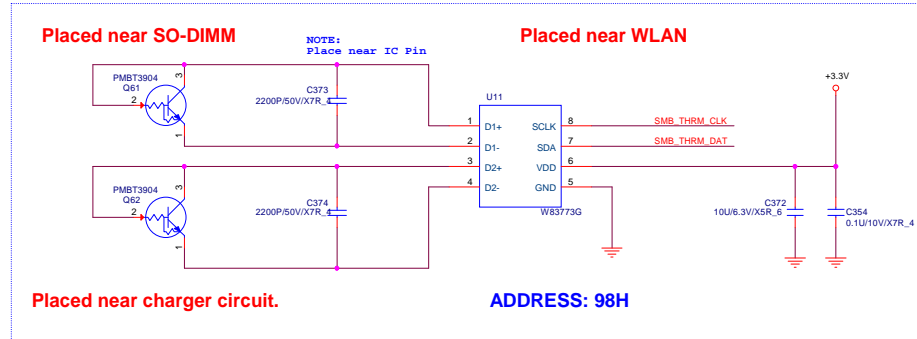 Placed near SO-DIMM
NOTE:
Place near IC Pin
Placed near WLAN
PMBT3904
Q61
3
2
1
C373
2200P/50V/X7R_4
U11
1 D1+ SCLK 8 SMB_THRM_CLK
2 D1- SDA 7 SMB_THRM_DAT
3 D2+ VDD 6
4 D2- GND 5
W83773G
+3.3V
PMBT3904
Q62
3
2
1
C374
2200P/50V/X7R_4
C372
10U/6.3V/X5R_6
C354
0.1U/10V/X7R_4
Placed near charger circuit.
ADDRESS: 98H